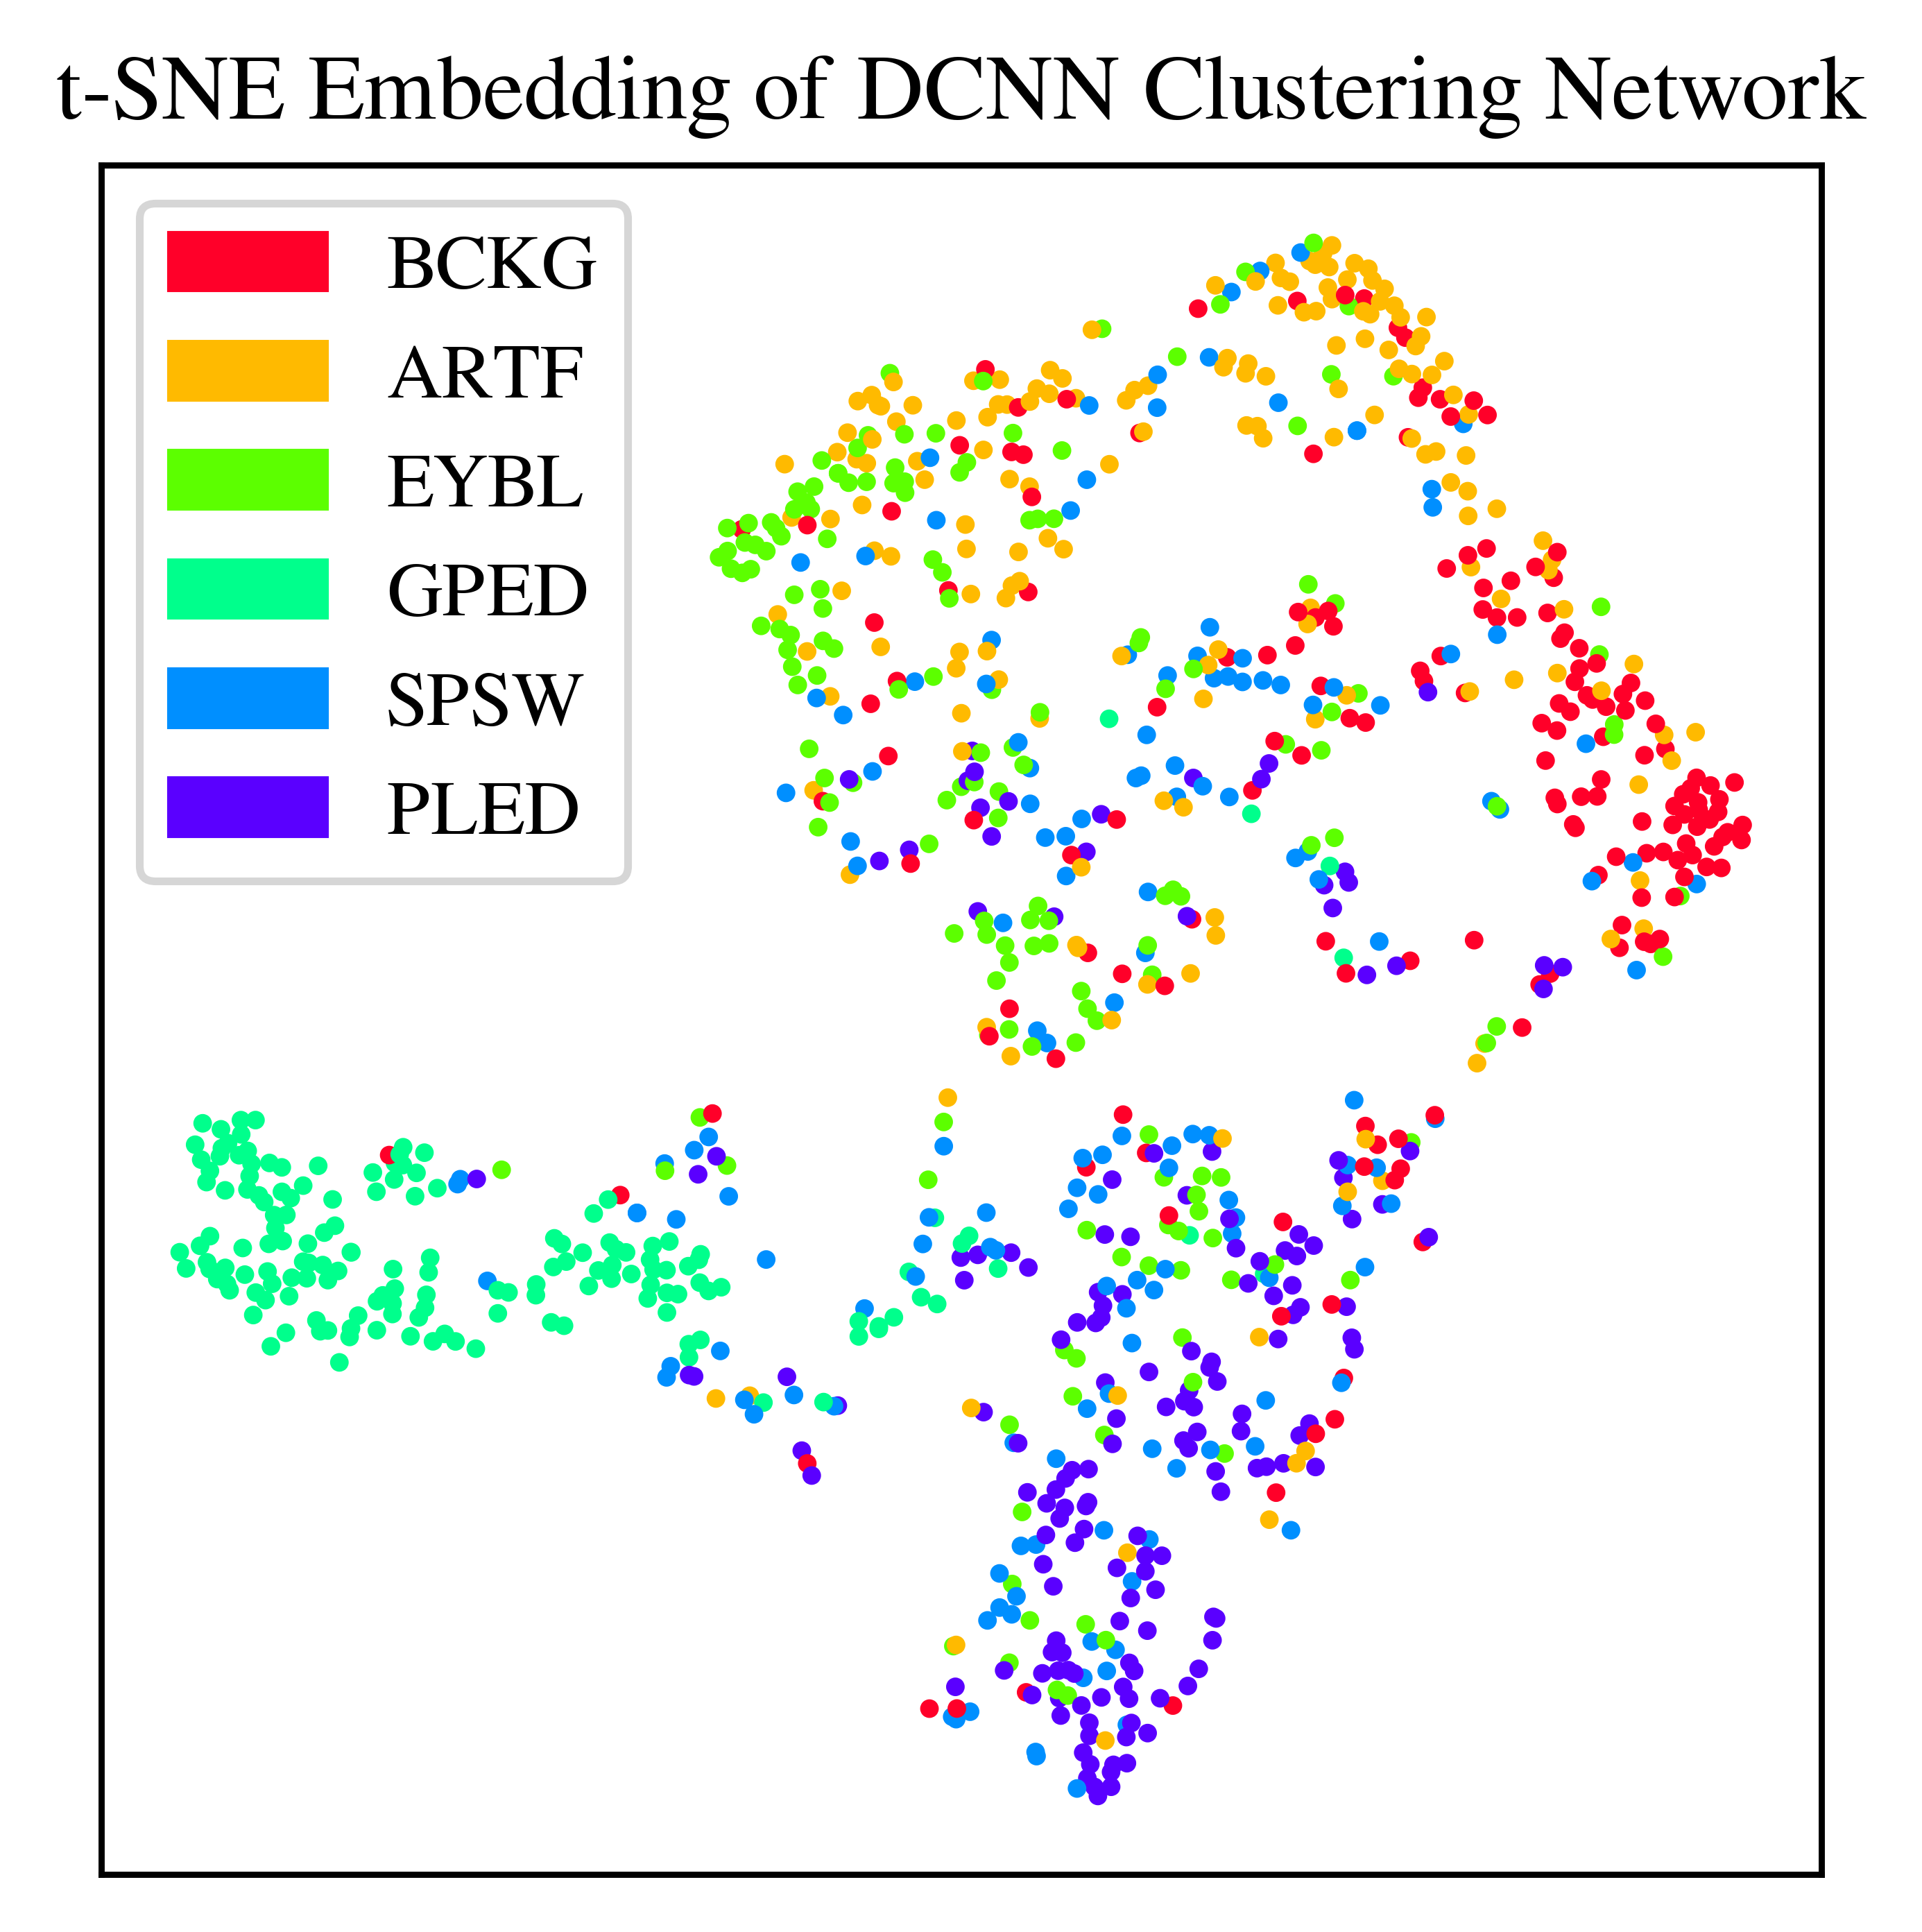 t-SNE Embedding of DCNN Clustering Network
BCKG
ARTF
EYBL
GPED
SPSW
PLED